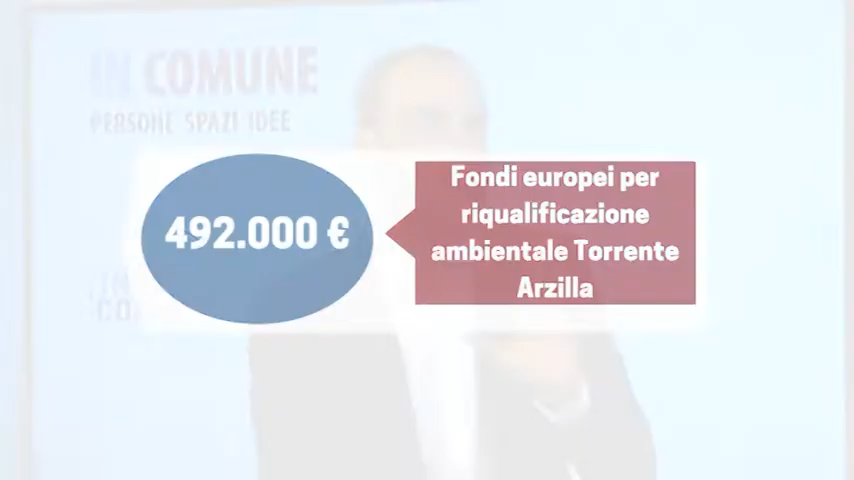 IN COMUNE
PERSONE SPAZI IDEE
492.000 €
Fondi europei per
riqualificazione
ambientale Torrente
Arzilla